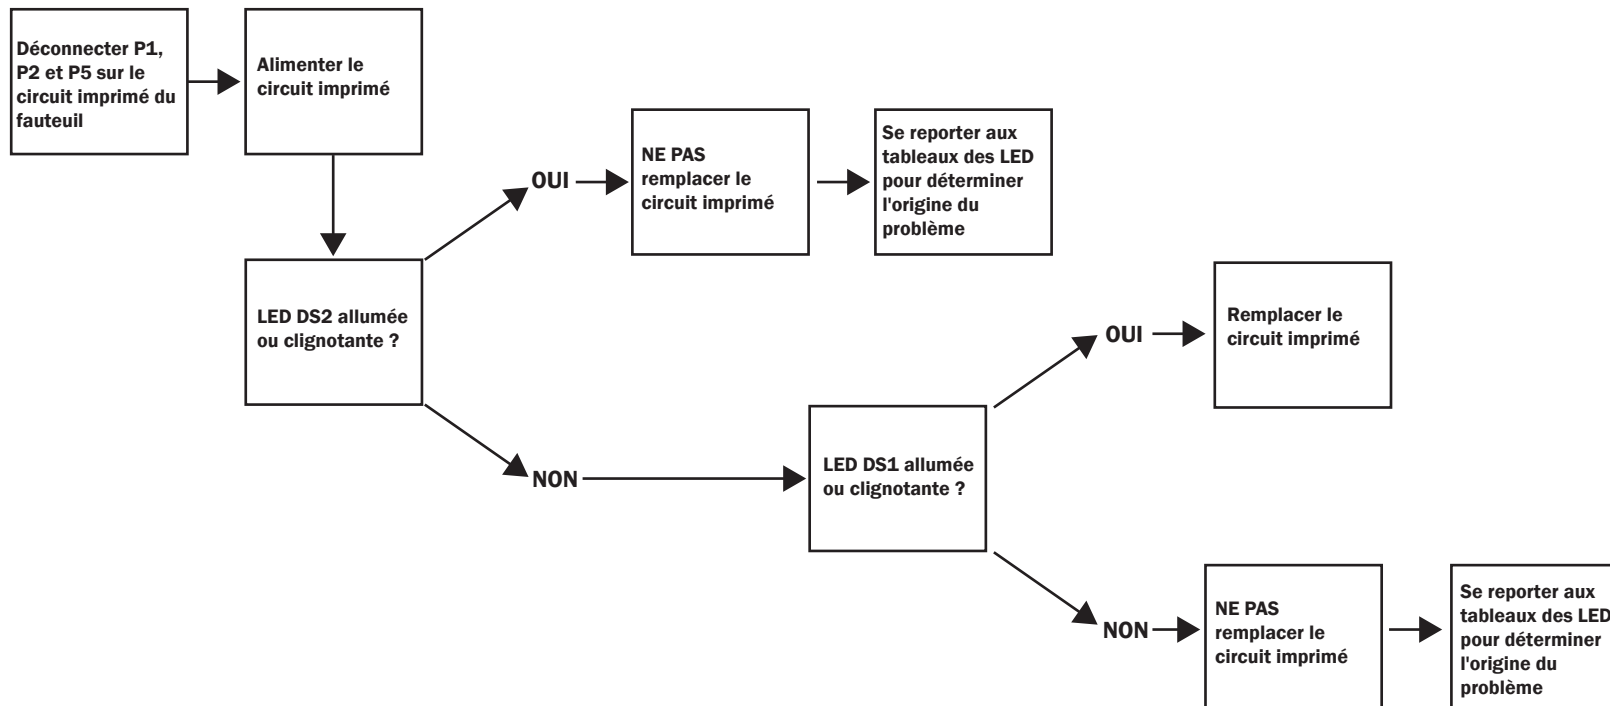 Déconnecter P1,
P2 et P5 sur le
circuit imprimé du
fauteuil
Alimenter le
circuit imprimé
LED DS2 allumée
ou clignotante ?
OUI
NE PAS
remplacer le
circuit imprimé
Se reporter aux
tableaux des LED
pour déterminer
l'origine du
problème
NON
LED DS1 allumée
ou clignotante ?
OUI
Remplacer le
circuit imprimé
NON
NE PAS
remplacer le
circuit imprimé
Se reporter aux
tableaux des LED
pour déterminer
l'origine du
problème